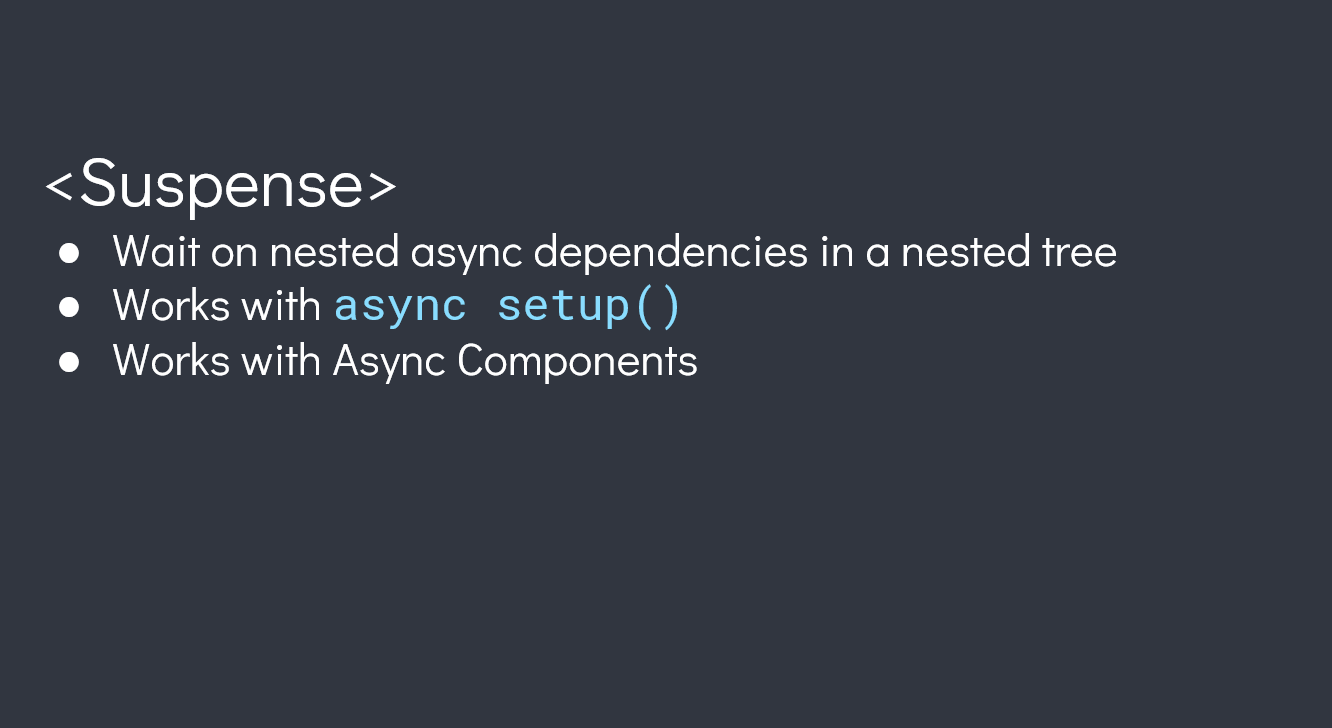 <Suspense>
● Wait on nested async dependencies in a nested tree
● Works with async setup()
● Works with Async Components